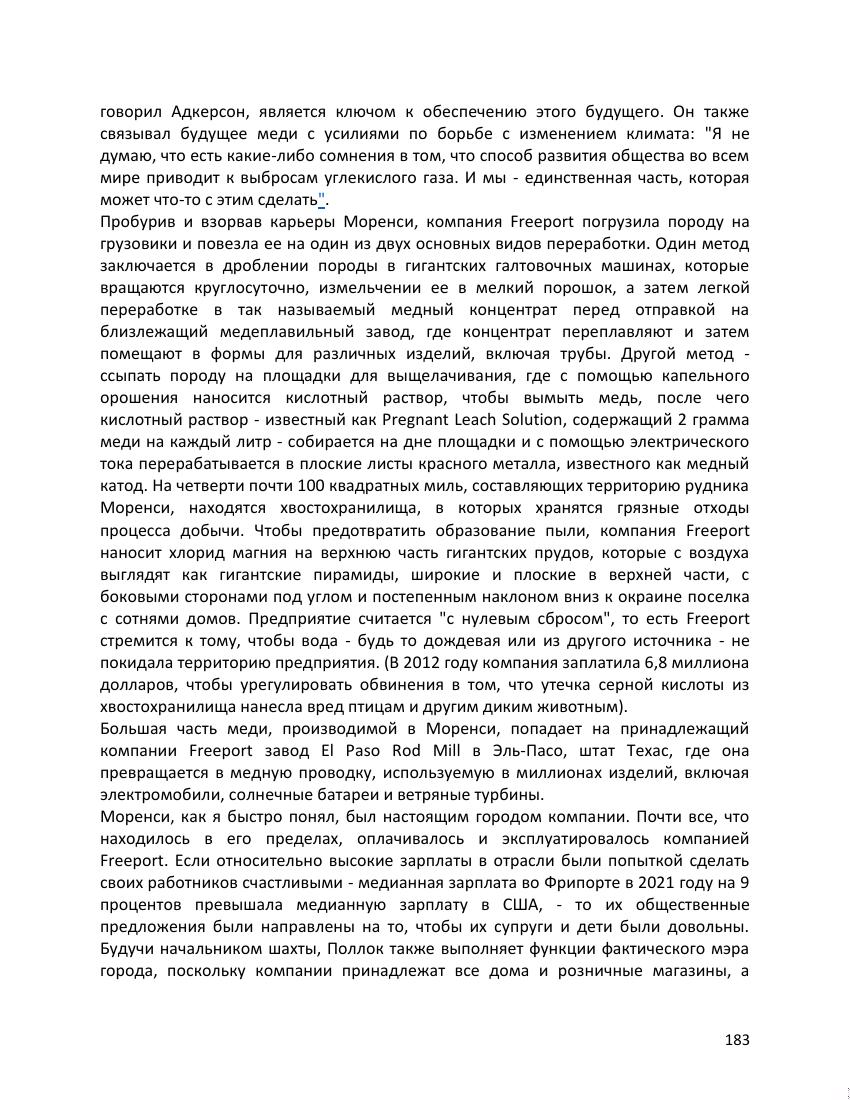 говорил Адкерсон, является ключом к обеспечению этого будущего. Он также
связывал будущее меди с усилиями по борьбе с изменением климата: "Я не
думаю, что есть какие-либо сомнения в том, что способ развития общества во всем
мире приводит к выбросам углекислого газа. И мы - единственная часть, которая
может что-то с этим сделать".
Пробурив и взорвав карьеры Моренси, компания Freeport погрузила породу на
грузовики и повезла ее на один из двух основных видов переработки. Один метод
заключается в дроблении породы в гигантских галтовочных машинах, которые
вращаются круглосуточно, измельчении ее в мелкий порошок, а затем легкой
переработке в так называемый медный концентрат перед отправкой на
близлежащий медеплавильный завод, где концентрат переплавляют и затем
помещают в формы для различных изделий, включая трубы. Другой метод -
ссыпать породу на площадки для выщелачивания, где с помощью капельного
орошения наносится кислотный раствор, чтобы вымыть медь, после чего
кислотный раствор - известный как Pregnant Leach Solution, содержащий 2 грамма
меди на каждый литр - собирается на дне площадки и с помощью электрического
тока перерабатывается в плоские листы красного металла, известного как медный
катод. На четверти почти 100 квадратных миль, составляющих территорию рудника
Моренси, находятся хвостохранилища, в которых хранятся грязные отходы
процесса добычи. Чтобы предотвратить образование пыли, компания Freeport
наносит хлорид магния на верхнюю часть гигантских прудов, которые с воздуха
выглядят как гигантские пирамиды, широкие и плоские в верхней части, с
боковыми сторонами под углом и постепенным наклоном вниз к окраине поселка
с сотнями домов. Предприятие считается "с нулевым сбросом", то есть Freeport
стремится к тому, чтобы вода - будь то дождевая или из другого источника - не
покидала территорию предприятия. (В 2012 году компания заплатила 6,8 миллиона
долларов, чтобы урегулировать обвинения в том, что утечка серной кислоты из
хвостохранилища нанесла вред птицам и другим диким животным).
Большая часть меди, производимой в Моренси, попадает на принадлежащий
компании Freeport завод El Paso Rod Mill в Эль-Пасо, штат Техас, где она
превращается в медную проводку, используемую в миллионах изделий, включая
электромобили, солнечные батареи и ветряные турбины.
Моренси, как я быстро понял, был настоящим городом компании. Почти все, что
находилось в его пределах, оплачивалось и эксплуатировалось компанией
Freeport. Если относительно высокие зарплаты в отрасли были попыткой сделать
своих работников счастливыми - медианная зарплата во Фрипорте в 2021 году на 9
процентов превышала медианную зарплату в США, - то их общественные
предложения были направлены на то, чтобы их супруги и дети были довольны.
Будучи начальником шахты, Поллок также выполняет функции фактического мэра
города, поскольку компании принадлежат все дома и розничные магазины, а
183